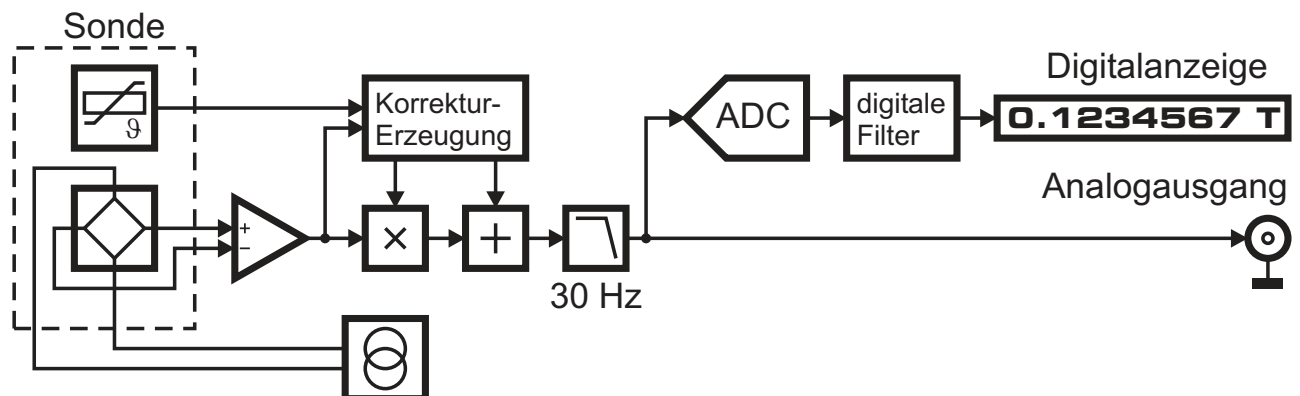 Sonde
ϑ
Korrektur-
Erzeugung
+
−
×
+
30 Hz
ADC
digitale
Filter
Digitalanzeige
0.1234567 T
Analogausgang